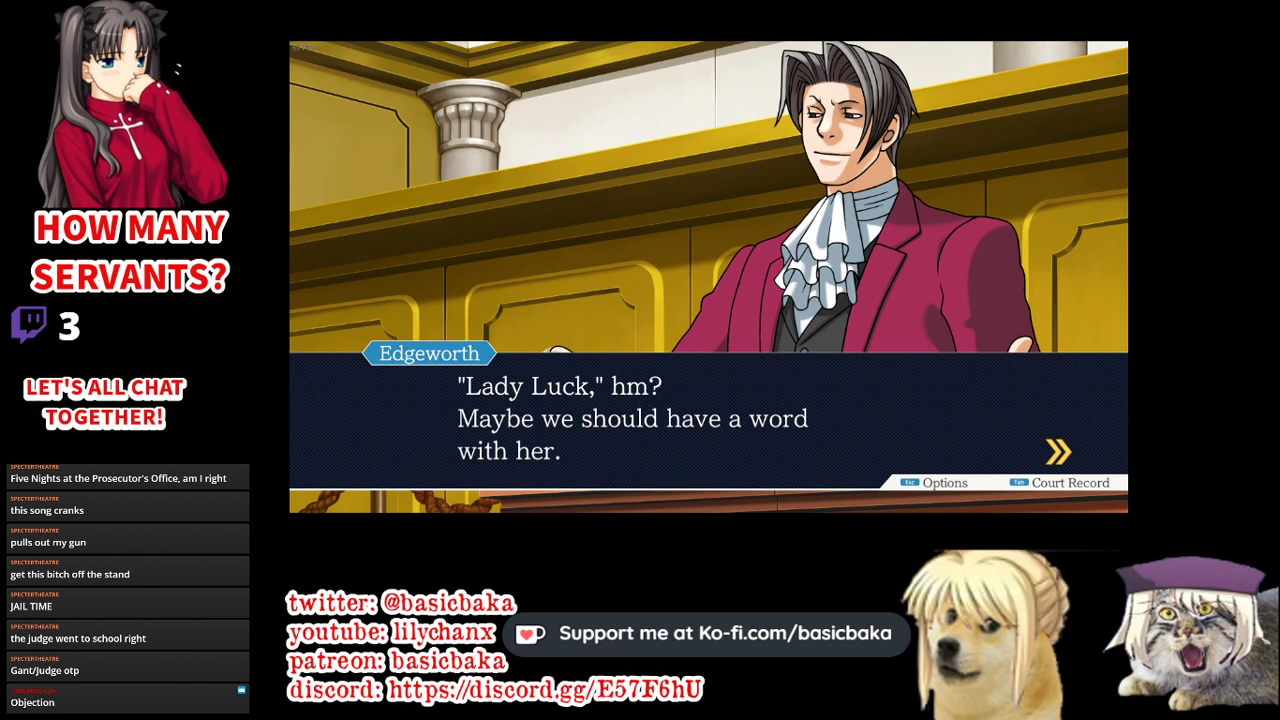 HOW MANY
SERVANTS?
3
LET'S ALL CHAT
TOGETHER!
SPECTERTHEATRE
Five Nights at the Prosecutor's Office, am I right
SPECTERTHEATRE
this song cranks
SPECTERTHEATRE
pulls out my gun
SPECTERTHEATRE
get this bitch off the stand
SPECTERTHEATRE
JAIL TIME
SPECTERTHEATRE
the judge went to school right
SPECTERTHEATRE
Gant/Judge otp
Objection
Edgeworth
"Lady Luck," hm?
Maybe we should have a word
with her.
Esc Options Tab Court Record
twitter: @basicbaka
youtube: lilychanx
patreon: basicbaka
discord: https://discord.gg/E57F6hU
Support me at Ko-fi.com/basicbaka